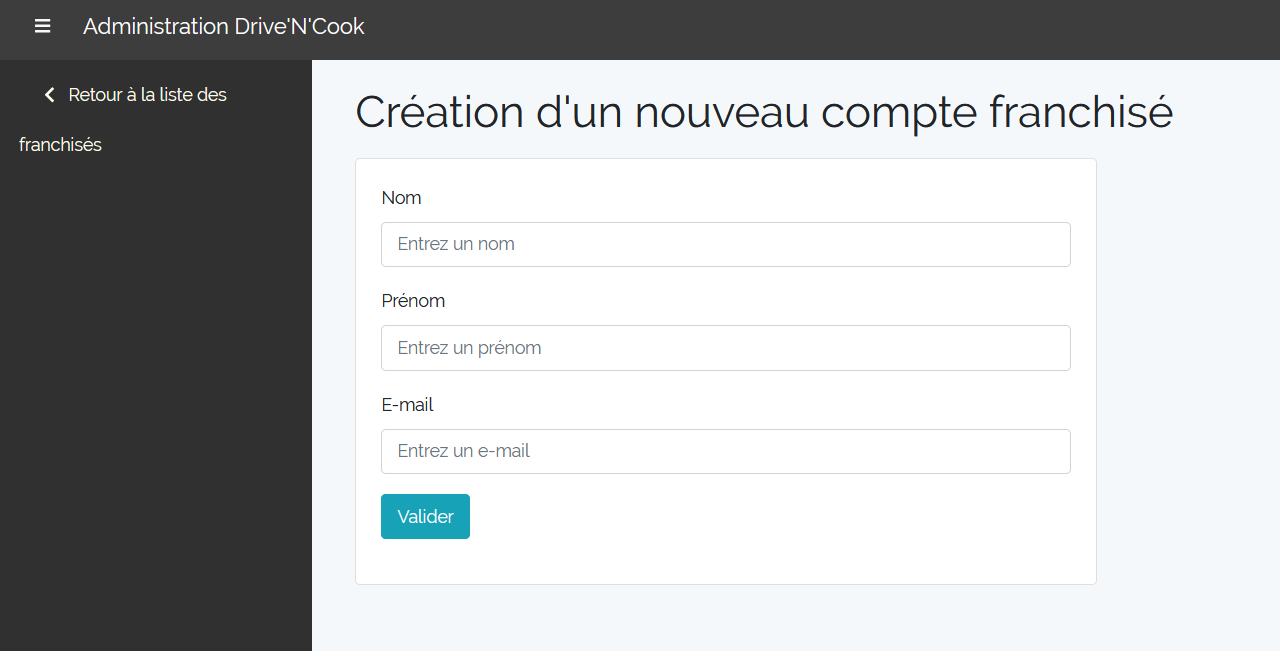 Administration Drive'N'Cook
Retour à la liste des
franchisés
Création d'un nouveau compte franchisé
Nom
Entrez un nom
Prénom
Entrez un prénom
E-mail
Entrez un e-mail
Valider